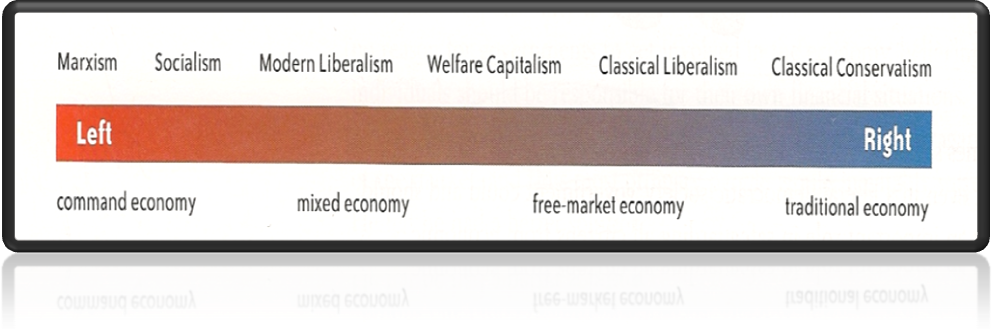 Marxism Socialism Modern Liberalism Welfare Capitalism Classical Liberalism Classical Conservatism
Left Right
command economy mixed economy free-market economy traditional economy